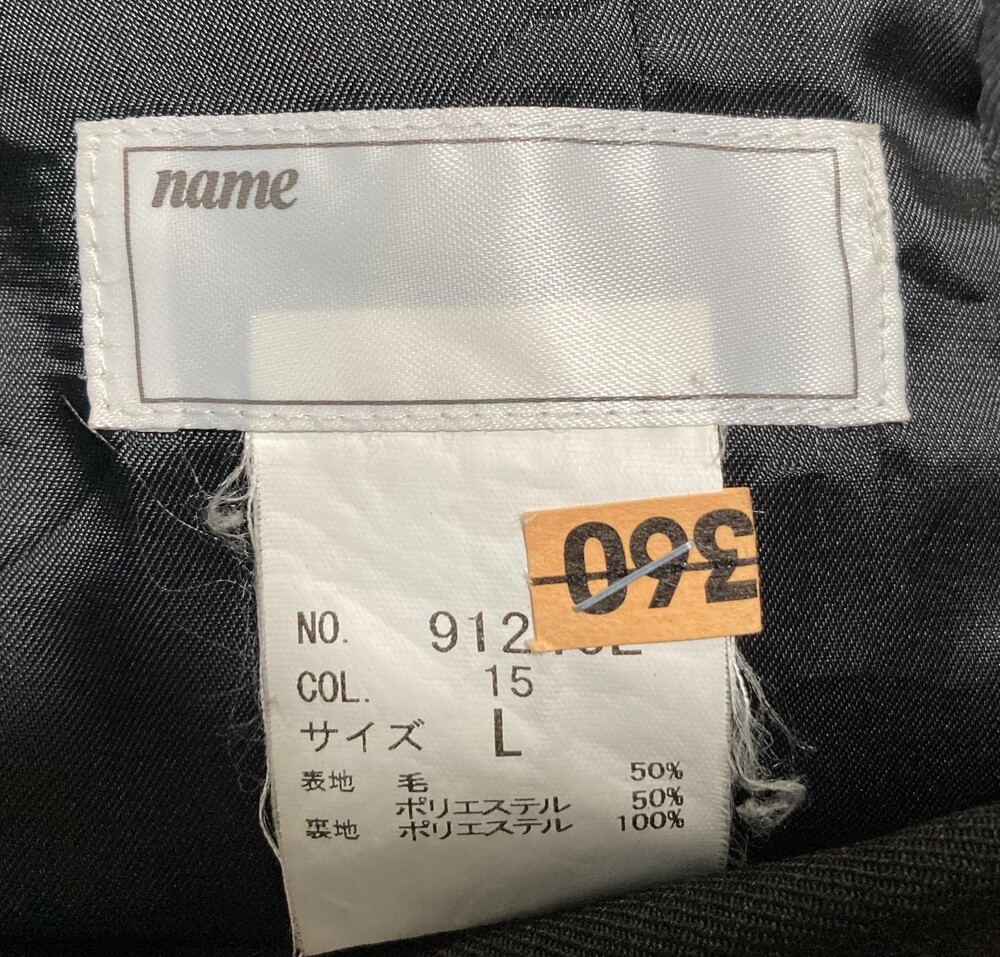 name
360
NO.
COL. 15
サイズ L
表地 毛 50%
ポリエステル 50%
裏地 ポリエステル 100%